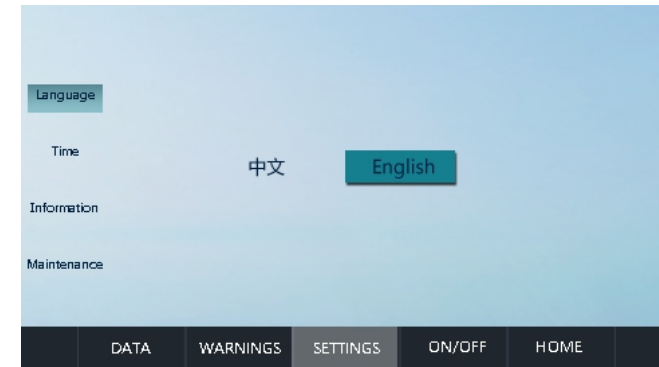 Language
Time
中文 English
Information
Maintenance
DATA WARNINGS SETTINGS ON/OFF HOME